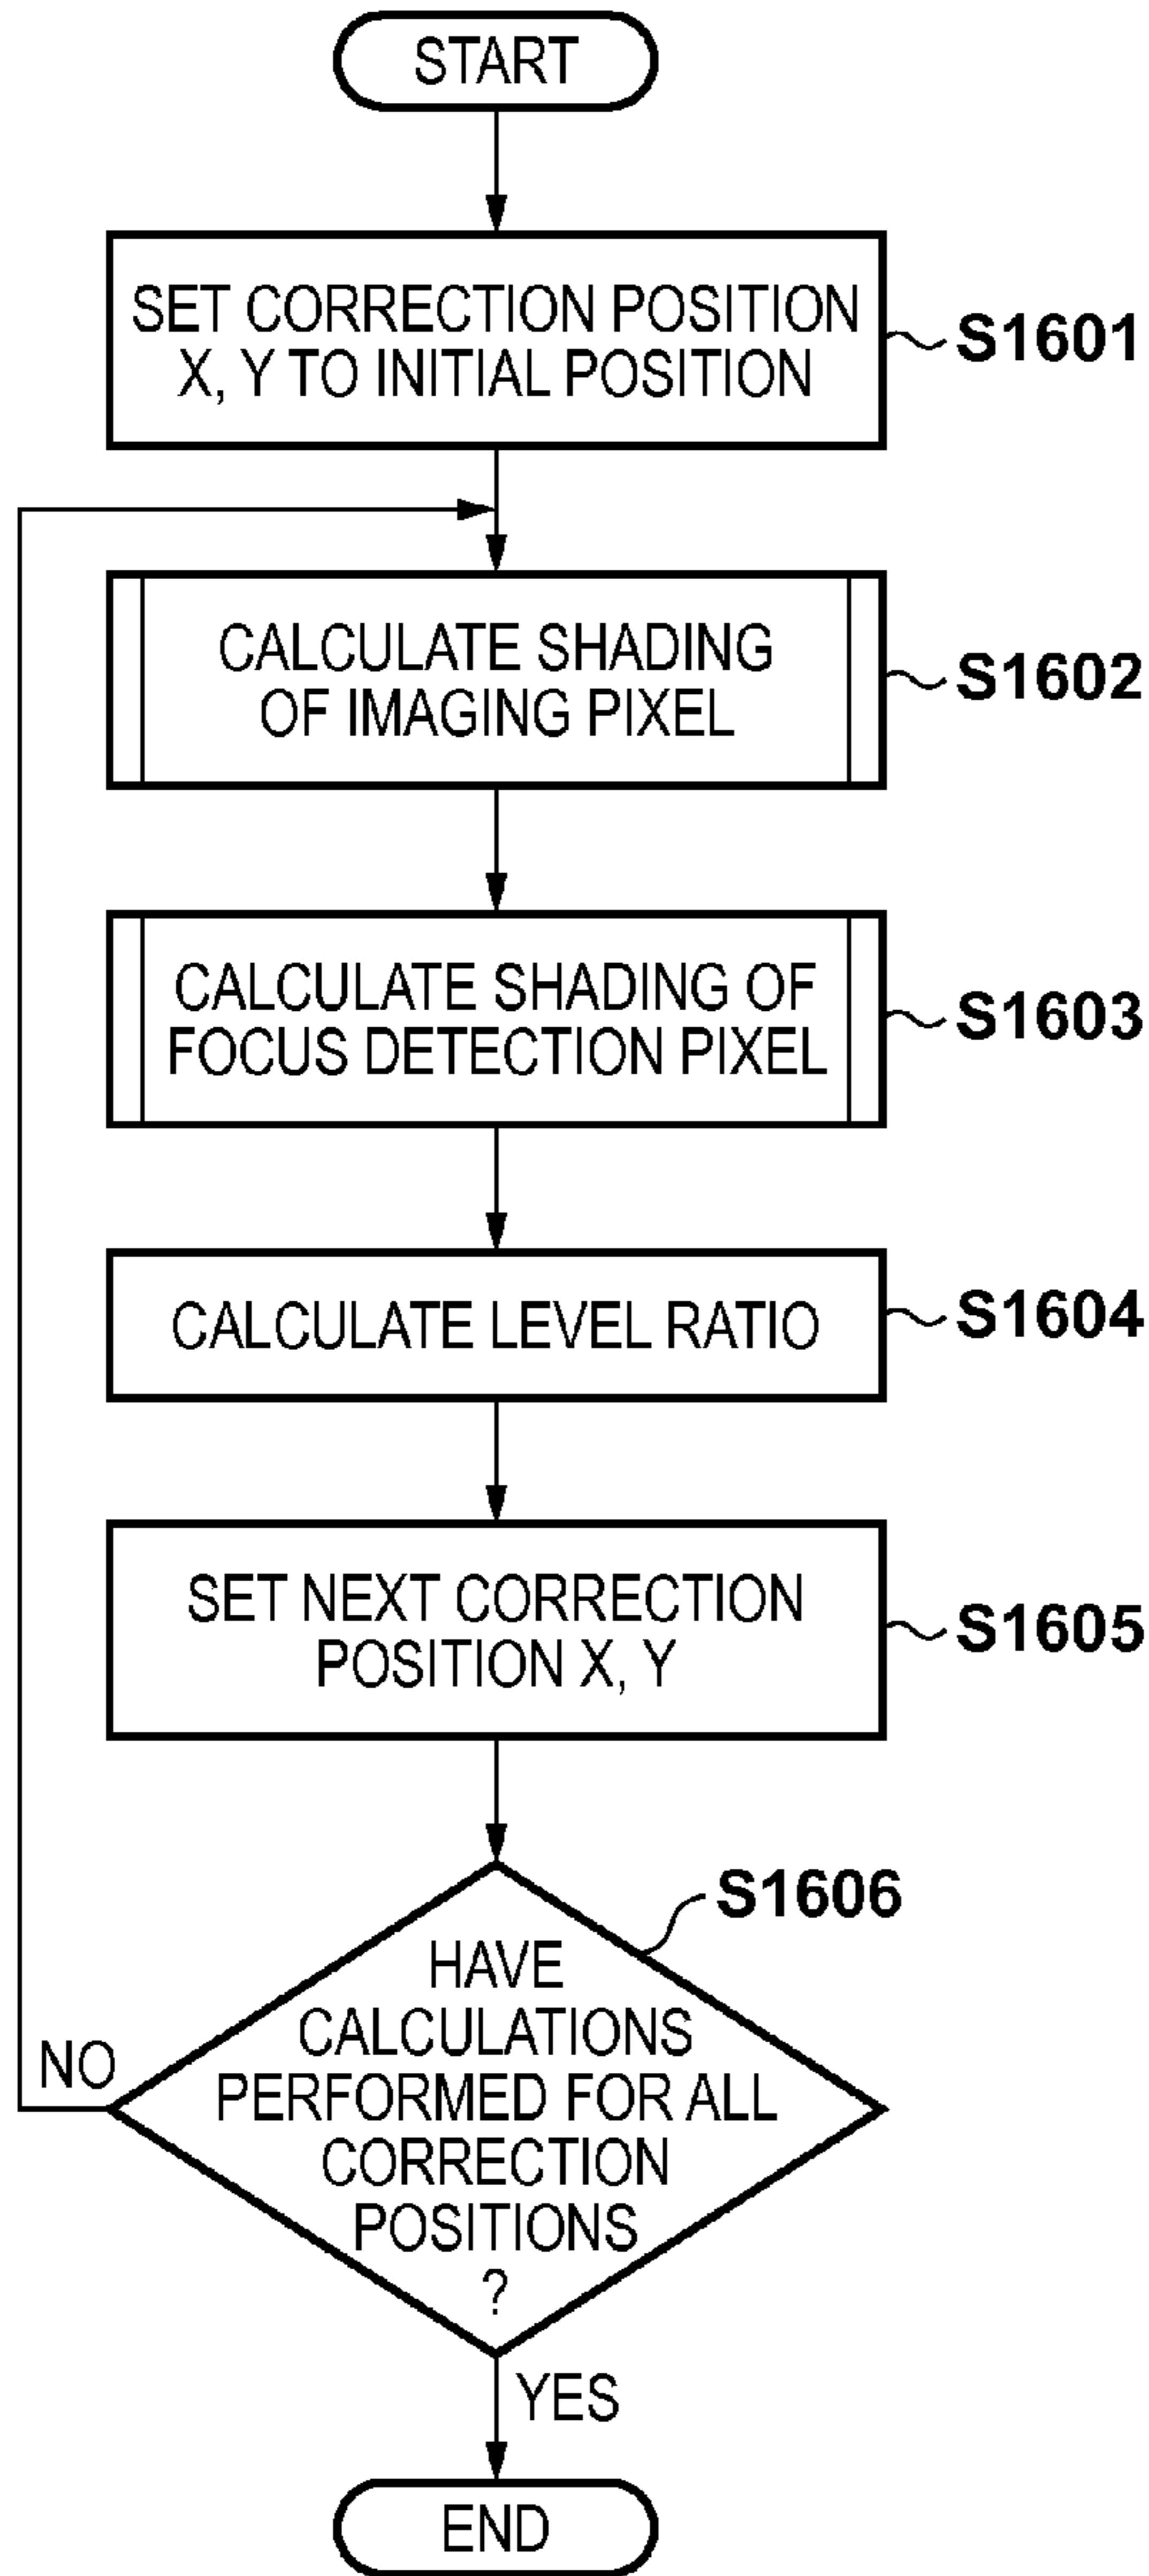 START
SET CORRECTION POSITION
X, Y TO INITIAL POSITION
S1601
CALCULATE SHADING
OF IMAGING PIXEL
S1602
CALCULATE SHADING OF
FOCUS DETECTION PIXEL
S1603
CALCULATE LEVEL RATIO
S1604
SET NEXT CORRECTION
POSITION X, Y
S1605
S1606
HAVE
CALCULATIONS
PERFORMED FOR ALL
CORRECTION
POSITIONS
?
NO
YES
END